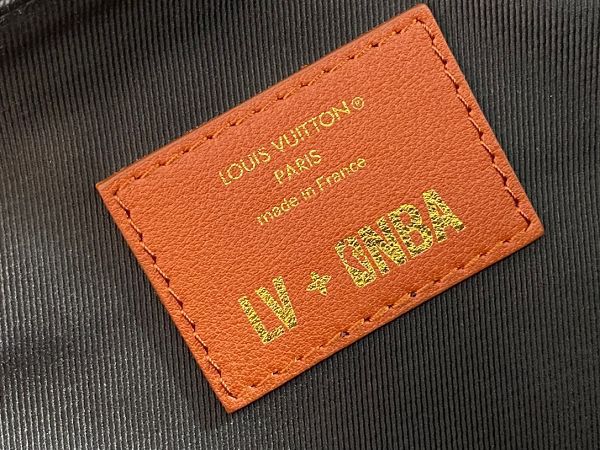 LOUIS VUITTON®
PARIS
made in France
LV + NBA